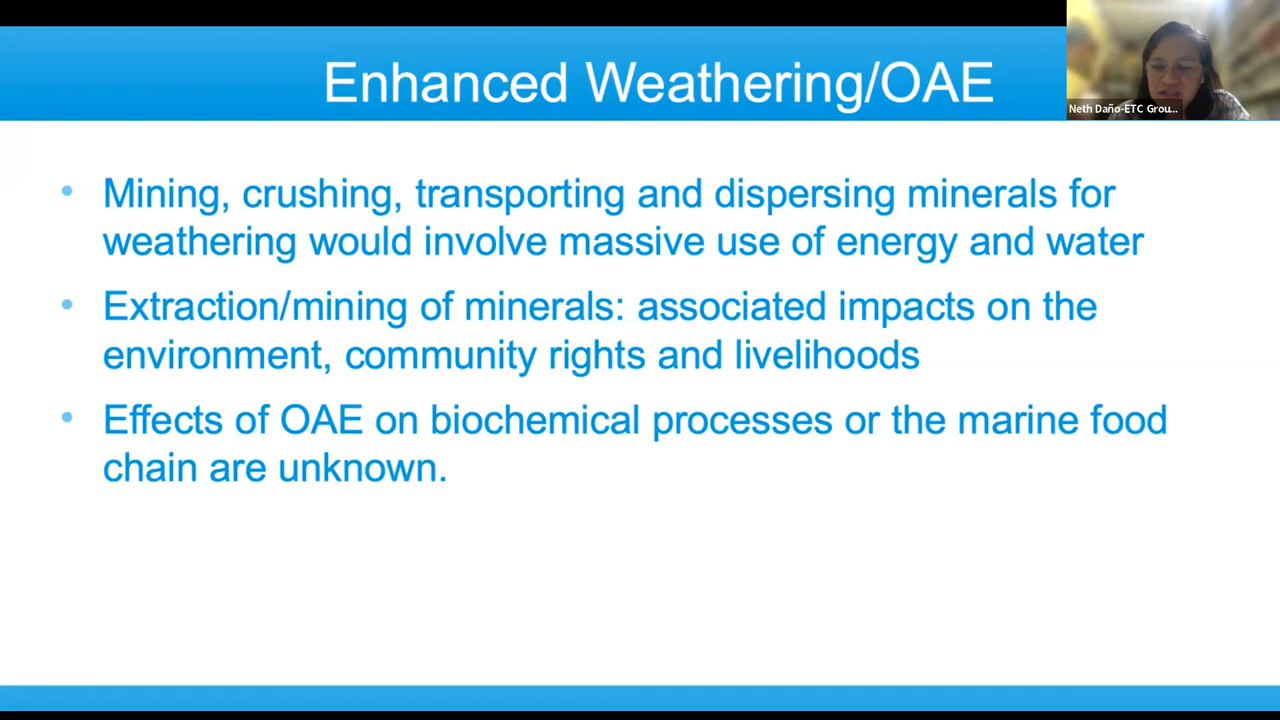 Enhanced Weathering/OAE
Neth Daño-ETC Grou...
• Mining, crushing, transporting and dispersing minerals for
weathering would involve massive use of energy and water
• Extraction/mining of minerals: associated impacts on the
environment, community rights and livelihoods
• Effects of OAE on biochemical processes or the marine food
chain are unknown.